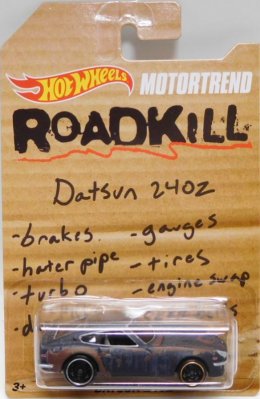 Hot Wheels MOTORTREND
ROADKILL
Datsun 240z
-brakes. -gauges
-hater pipe -tires
-turbo -engine swap
3+